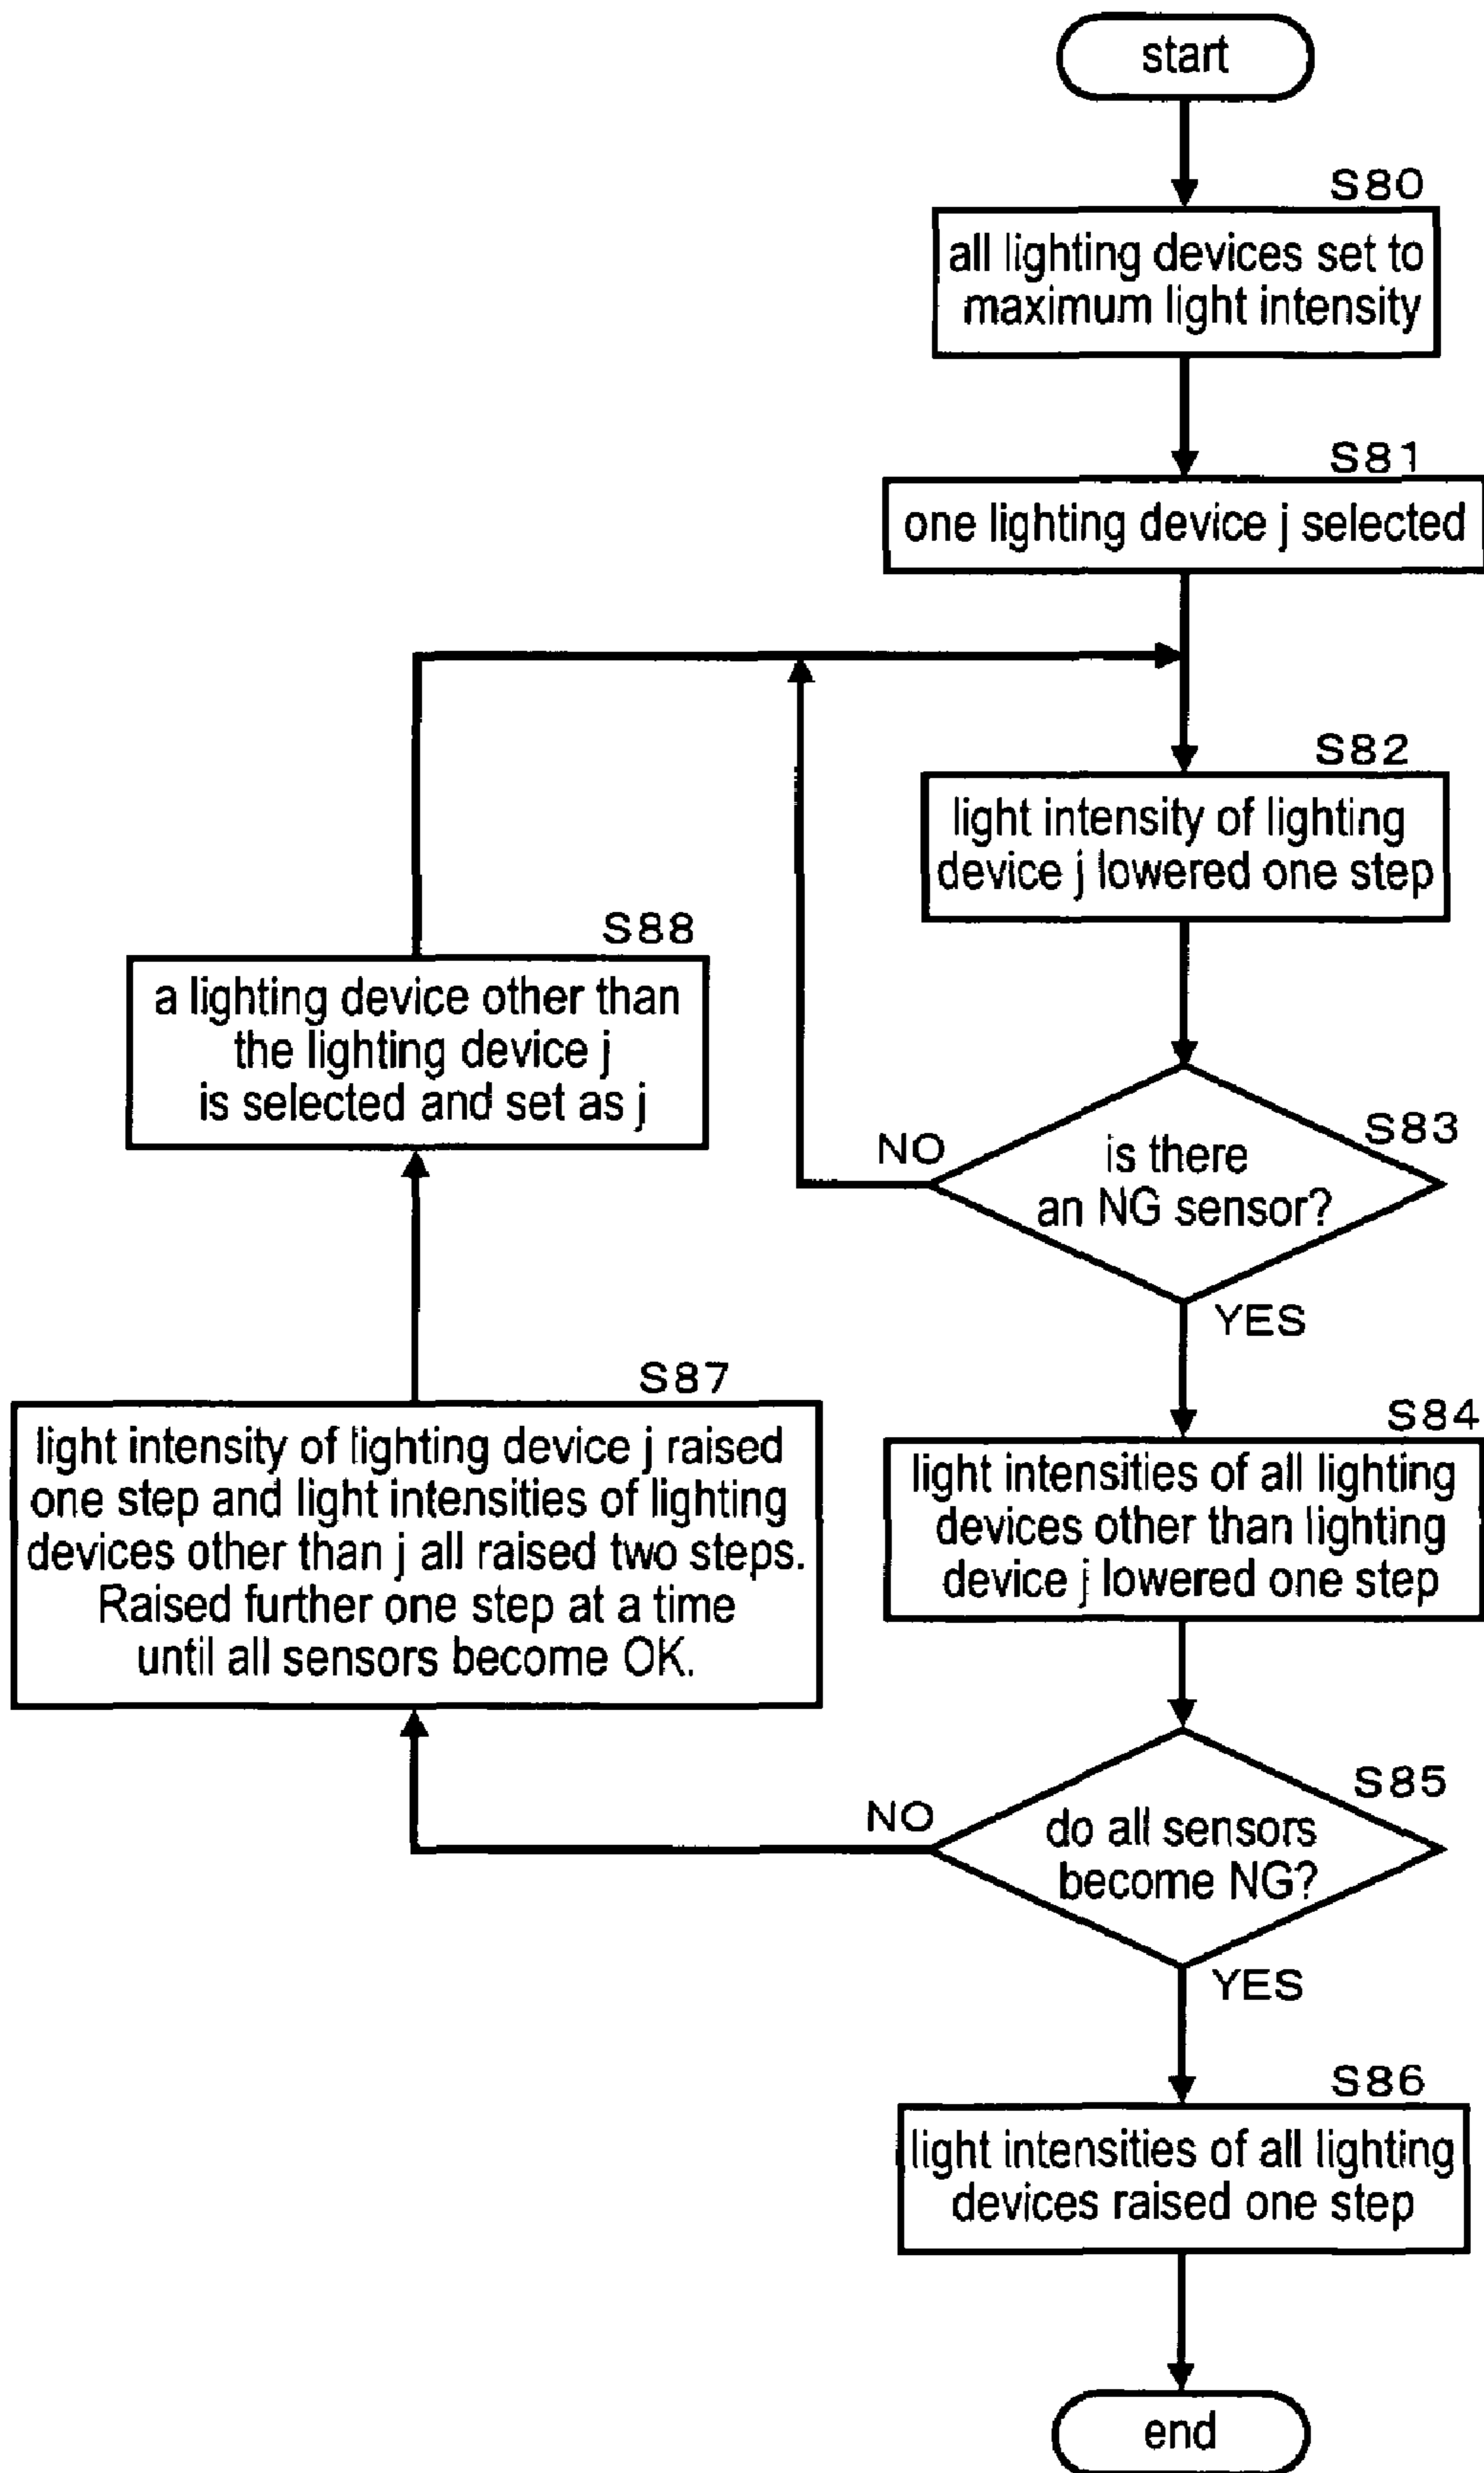 start
S80
all lighting devices set to
maximum light intensity
S81
one lighting device j selected
S82
light intensity of lighting
device j lowered one step
S83
is there
an NG sensor?
NO
YES
S84
light intensities of all lighting
devices other than lighting
device j lowered one step
S85
do all sensors
become NG?
NO
YES
S86
light intensities of all lighting
devices raised one step
end
S87
light intensity of lighting device j raised
one step and light intensities of lighting
devices other than j all raised two steps.
Raised further one step at a time
until all sensors become OK.
S88
a lighting device other than
the lighting device j
is selected and set as j